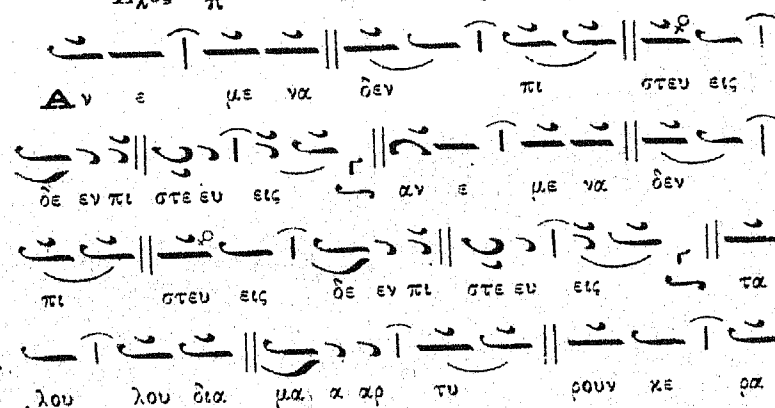 Αν ε με να δεν πι στευ εις
δε εν πι στε ευ εις αν ε με να δεν
πι στευ εις δε εν πι στε ευ εις τα
λου λου δια μα α αρ τυ ρουν κε ρα